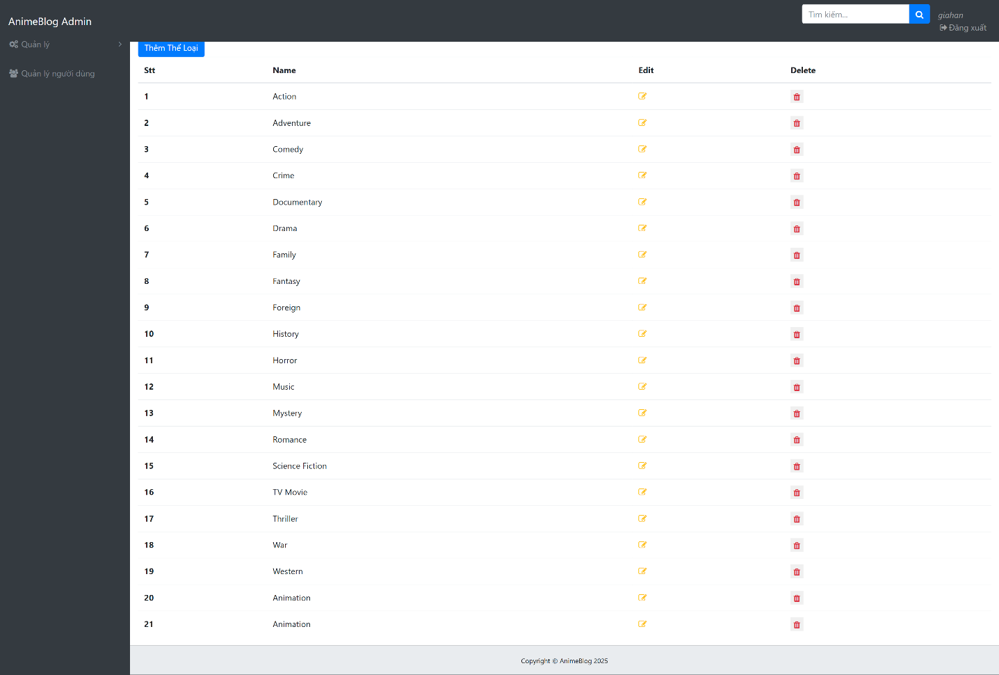 AnimeBlog Admin
Tìm kiếm...
giahan
Đăng xuất
Quản lý
Quản lý người dùng
Thêm Thể Loại
Stt Name Edit Delete
1 Action
2 Adventure
3 Comedy
4 Crime
5 Documentary
6 Drama
7 Family
8 Fantasy
9 Foreign
10 History
11 Horror
12 Music
13 Mystery
14 Romance
15 Science Fiction
16 TV Movie
17 Thriller
18 War
19 Western
20 Animation
21 Animation
Copyright © AnimeBlog 2025